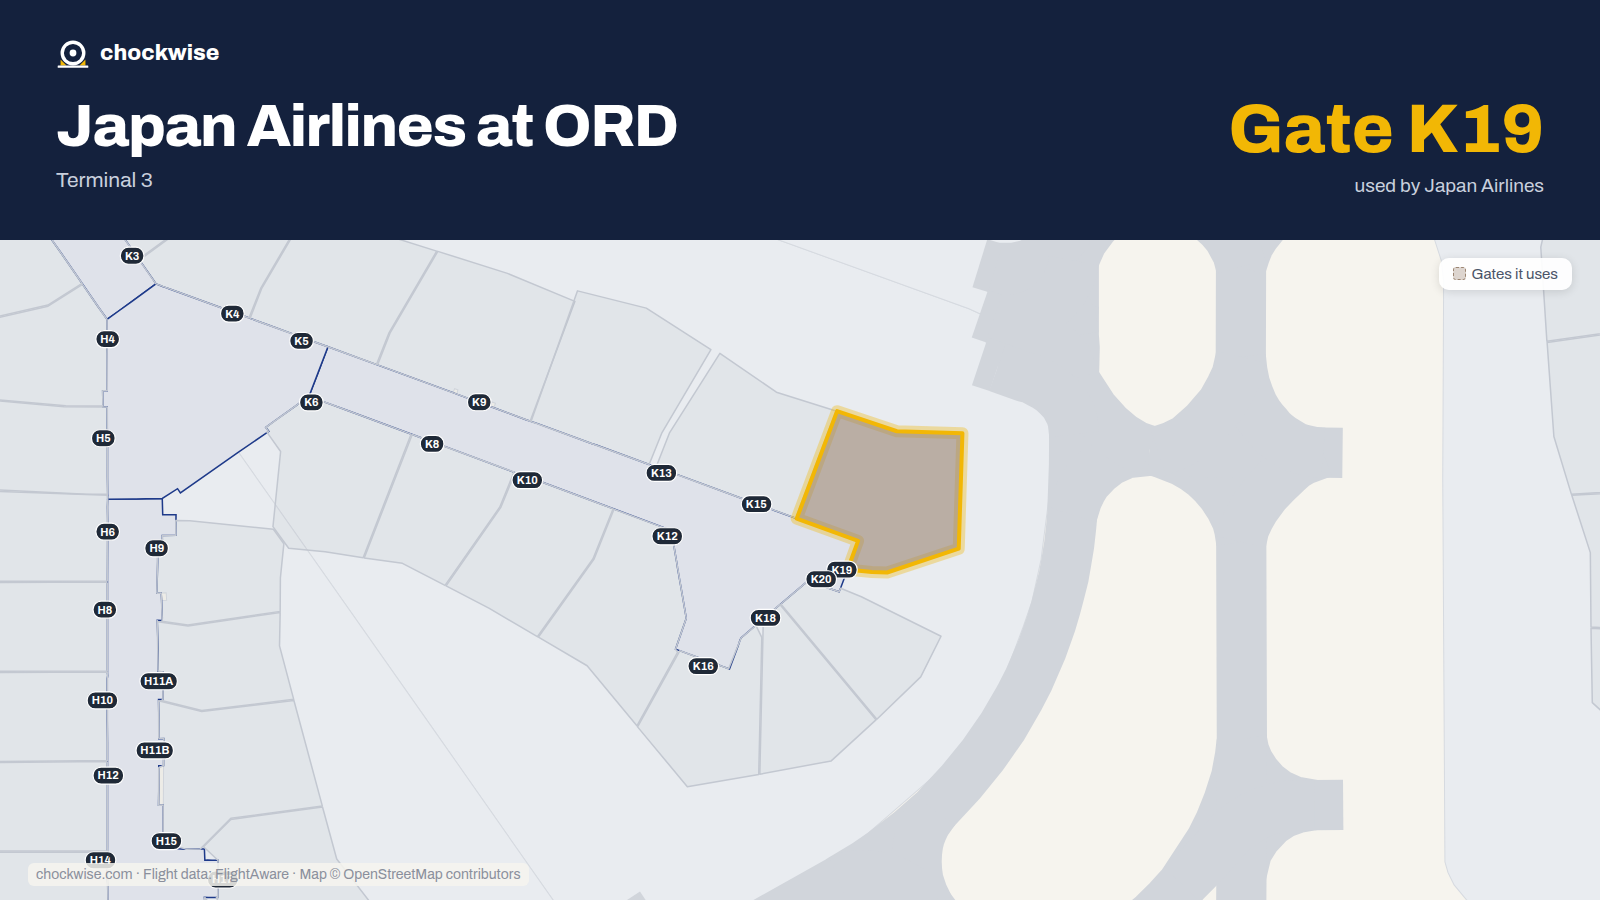 chockwise
Japan Airlines at ORD
Terminal 3
Gate K19
used by Japan Airlines
Gates it uses
K3
K4
H4
K5
K6
K9
H5
K8
K13
K10
K15
H6
K12
H9
K19
K20
H8
K18
K16
H11A
H10
H11B
H12
H15
H14
chockwise.com · Flight data: FlightAware · Map © OpenStreetMap contributors